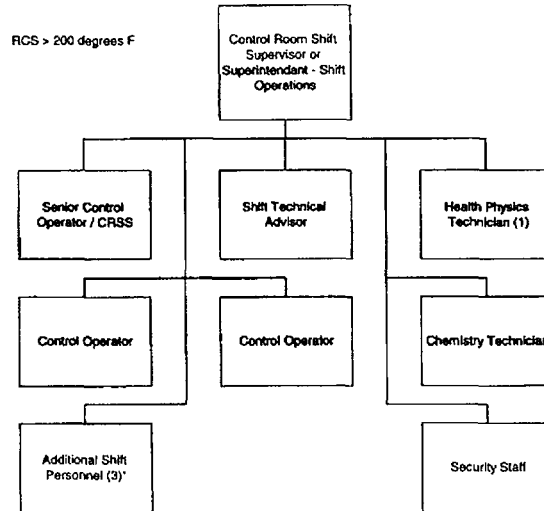 RCS > 200 degrees F
Control Room Shift
Supervisor or
Superintendant - Shift
Operations
Senior Control
Operator / CRSS
Shift Technical
Advisor
Health Physics
Technician (1)
Control Operator
Control Operator
Chemistry Technician
Additional Shift
Personnel (3)*
Security Staff